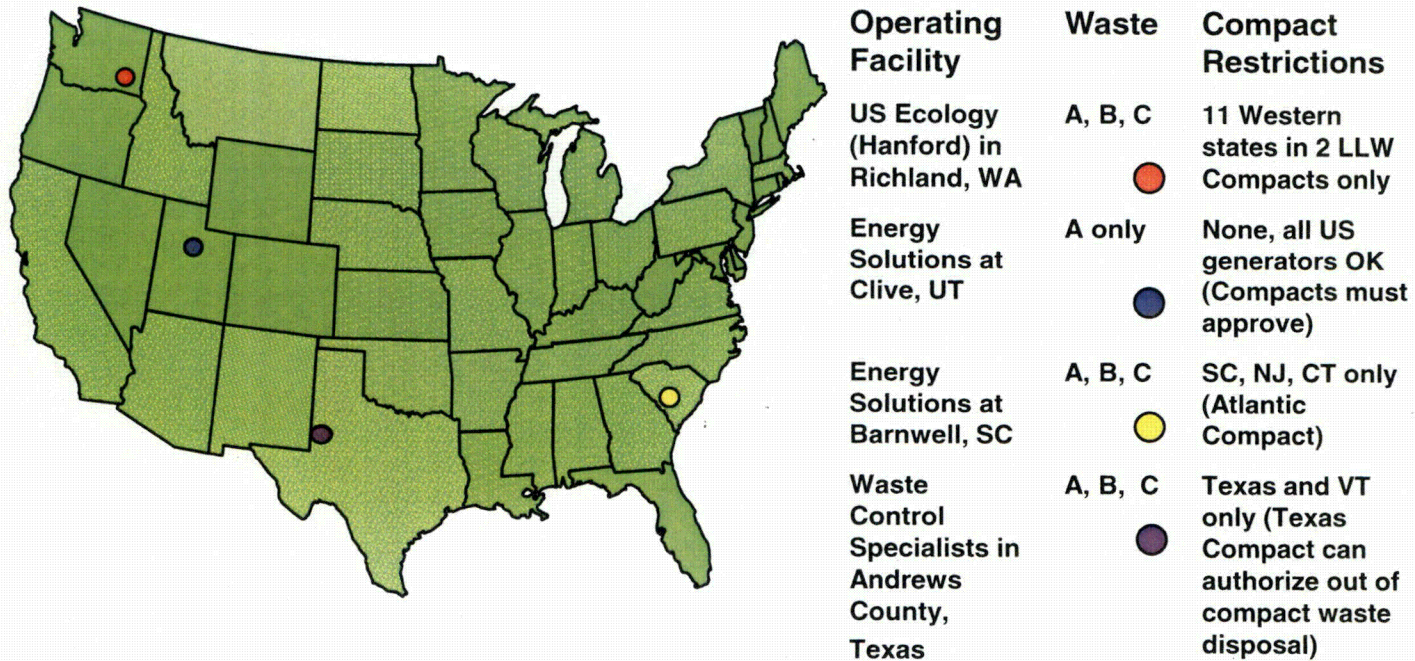 Operating Facility
Waste
Compact Restrictions
US Ecology
(Hanford) in
Richland, WA
A, B, C
11 Western
states in 2 LLW
Compacts only
Energy
Solutions at
Clive, UT
A only
None, all US
generators OK
(Compacts must
approve)
Energy
Solutions at
Barnwell, SC
A, B, C
SC, NJ, CT only
(Atlantic
Compact)
Waste
Control
Specialists in
Andrews
County,
Texas
A, B, C
Texas and VT
only (Texas
Compact can
authorize out of
compact waste
disposal)